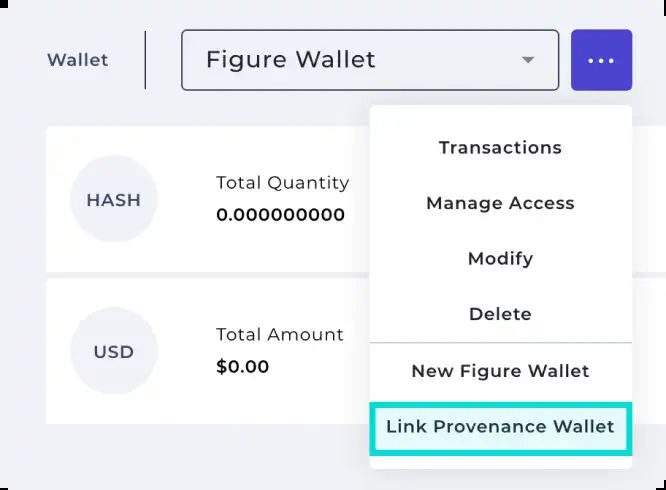 Wallet
Figure Wallet
...
HASH
Total Quantity
0.000000000
USD
Total Amount
$0.00
Transactions
Manage Access
Modify
Delete
New Figure Wallet
Link Provenance Wallet